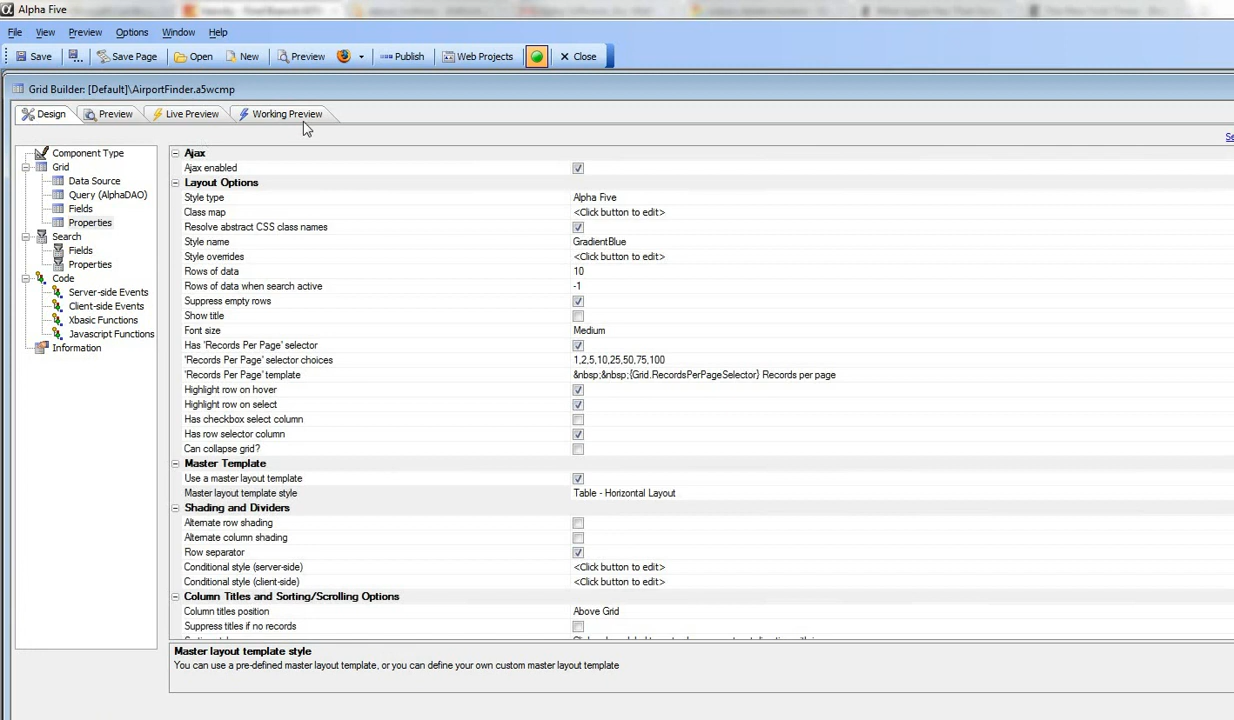 Alpha Five
File View Preview Options Window Help
Save Save Page Open New Preview Publish Web Projects Close
Grid Builder: [Default]\AirportFinder.a5wcmp
Design Preview Live Preview Working Preview
Component Type
Grid
Data Source
Query (AlphaDAO)
Fields
Properties
Search
Fields
Properties
Code
Server-side Events
Client-side Events
Xbasic Functions
Javascript Functions
Information
Ajax
Ajax enabled
Layout Options
Style type Alpha Five
Class map <Click button to edit>
Resolve abstract CSS class names
Style name GradientBlue
Style overrides <Click button to edit>
Rows of data 10
Rows of data when search active -1
Suppress empty rows
Show title
Font size Medium
Has 'Records Per Page' selector
'Records Per Page' selector choices 1,2,5,10,25,50,75,100
'Records Per Page' template &nbsp;&nbsp;{Grid.RecordsPerPageSelector} Records per page
Highlight row on hover
Highlight row on select
Has checkbox select column
Has row selector column
Can collapse grid?
Master Template
Use a master layout template
Master layout template style Table - Horizontal Layout
Shading and Dividers
Alternate row shading
Alternate column shading
Row separator
Conditional style (server-side) <Click button to edit>
Conditional style (client-side) <Click button to edit>
Column Titles and Sorting/Scrolling Options
Column titles position Above Grid
Suppress titles if no records
Master layout template style
You can use a pre-defined master layout template, or you can define your own custom master layout template